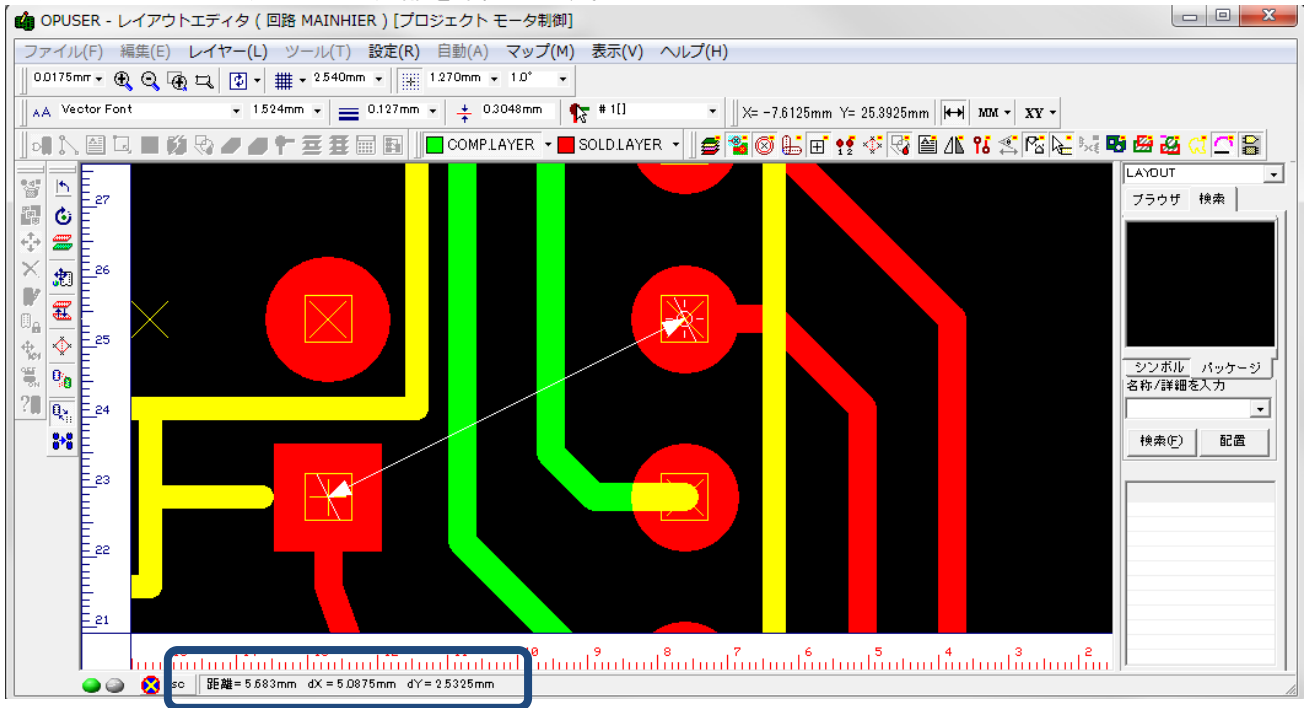 OPUSER - レイアウトエディタ ( 回路 MAINHIER ) [プロジェクト モータ制御]
ファイル(F) 編集(E) レイヤー(L) ツール(T) 設定(R) 自動(A) マップ(M) 表示(V) ヘルプ(H)
2.540mm 1.270mm 1.0°
AA Vector Font 1.524mm 0.127mm 0.3048mm # 1[] X= -7.6125mm Y= 25.3925mm MM XY
COMP.LAYER SOLD.LAYER
LAYOUT
ブラウザ 検索
27
26
25
24
23
22
21
シンボル パッケージ
名称/詳細を入力
検索(F) 配置
10 9 8 7 6 5 4 3 2
距離= 5.683mm dX = 5.0875mm dY= 2.5325mm